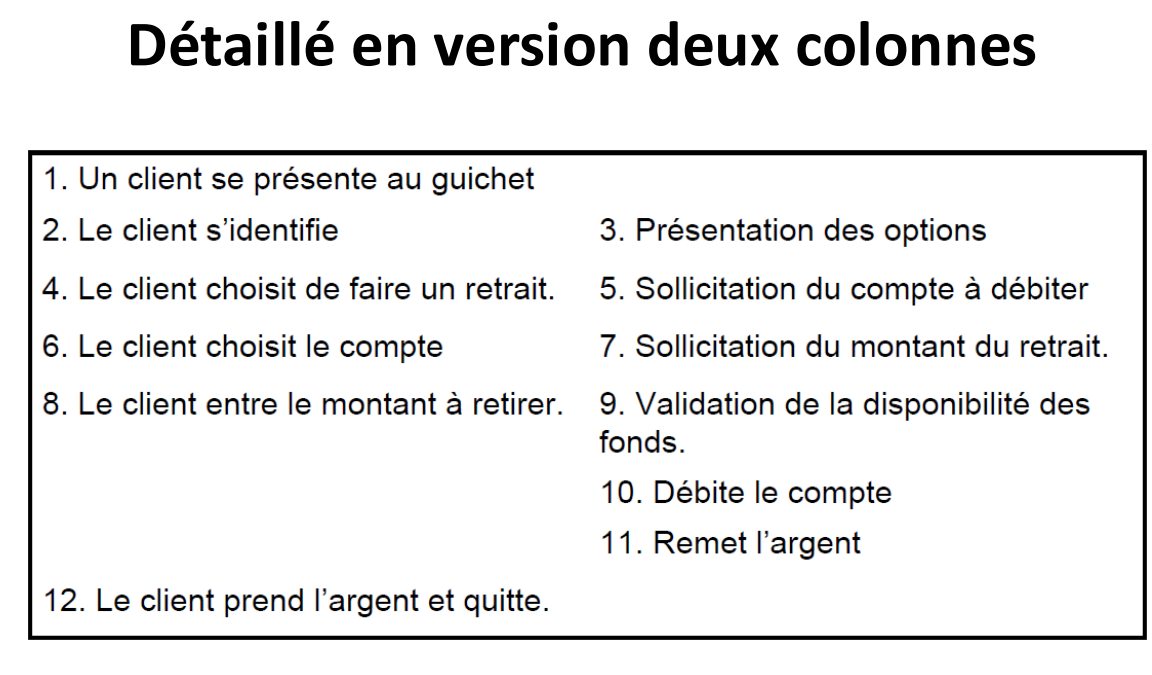 Détaillé en version deux colonnes
1. Un client se présente au guichet
2. Le client s’identifie
3. Présentation des options
4. Le client choisit de faire un retrait.
5. Sollicitation du compte à débiter
6. Le client choisit le compte
7. Sollicitation du montant du retrait.
8. Le client entre le montant à retirer.
9. Validation de la disponibilité des
fonds.
10. Débite le compte
11. Remet l’argent
12. Le client prend l’argent et quitte.